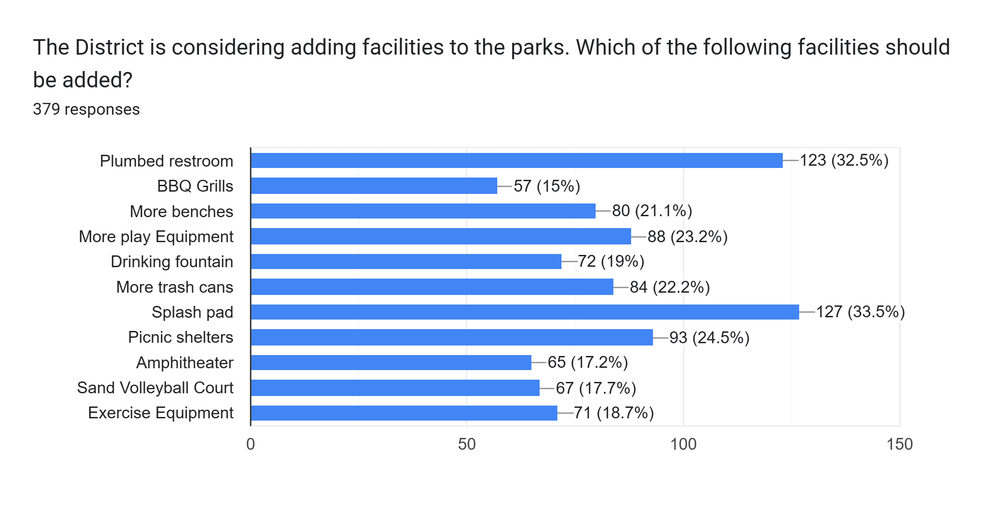 The District is considering adding facilities to the parks. Which of the following facilities should
be added?
379 responses
Plumbed restroom 123 (32.5%)
BBQ Grills 57 (15%)
More benches 80 (21.1%)
More play Equipment 88 (23.2%)
Drinking fountain 72 (19%)
More trash cans 84 (22.2%)
Splash pad 127 (33.5%)
Picnic shelters 93 (24.5%)
Amphitheater 65 (17.2%)
Sand Volleyball Court 67 (17.7%)
Exercise Equipment 71 (18.7%)
0 50 100 150